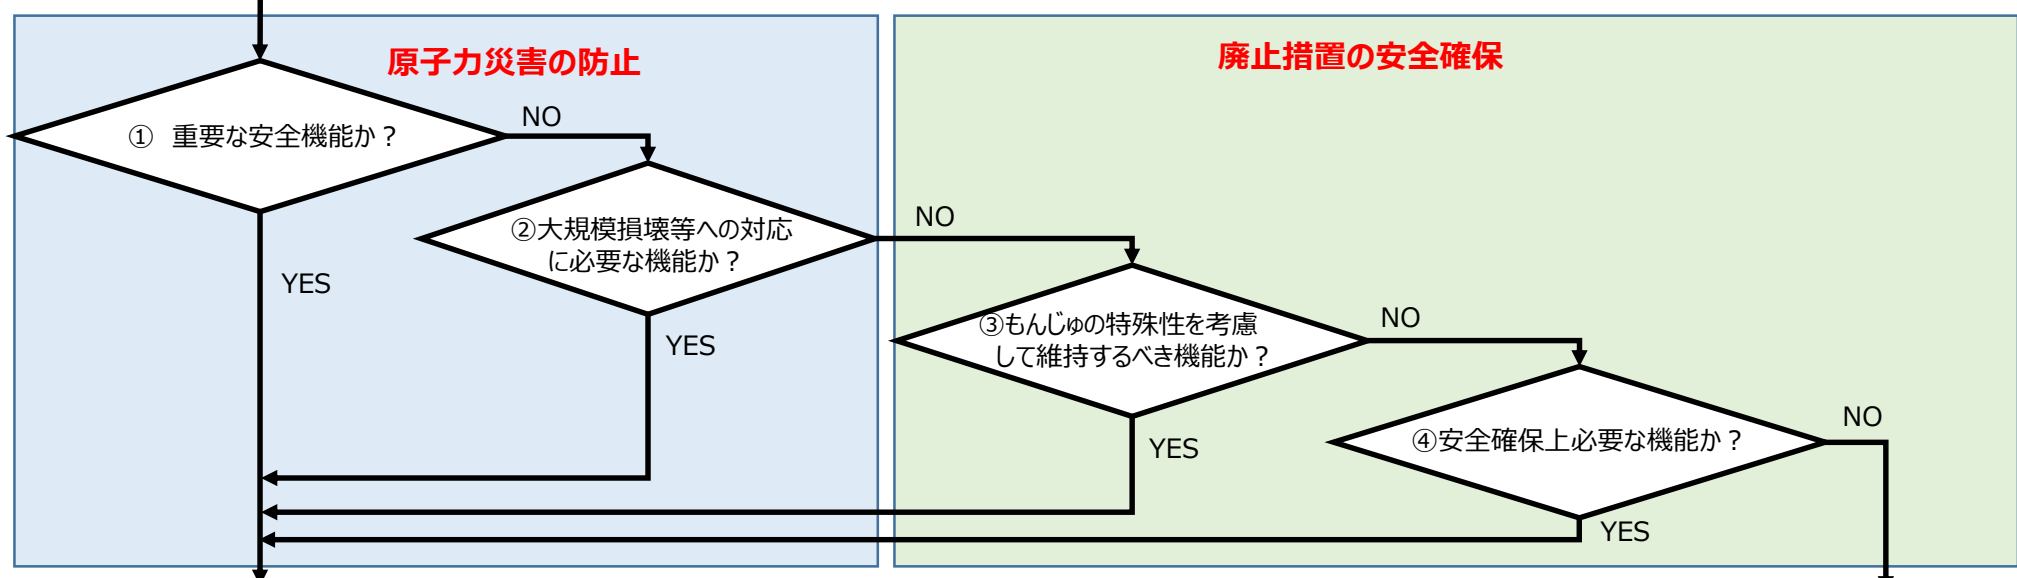 原子力災害の防止
廃止措置の安全確保
① 重要な安全機能か？
NO
YES
②大規模損壊等への対応
に必要な機能か？
NO
YES
③もんじゅの特殊性を考慮
して維持するべき機能か？
NO
YES
④安全確保上必要な機能か？
NO
YES